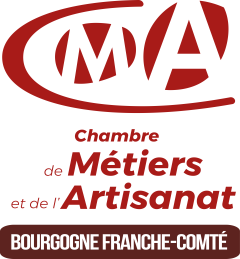 CMA
Chambre
de Métiers
et de l'Artisanat
BOURGOGNE FRANCHE-COMTÉ